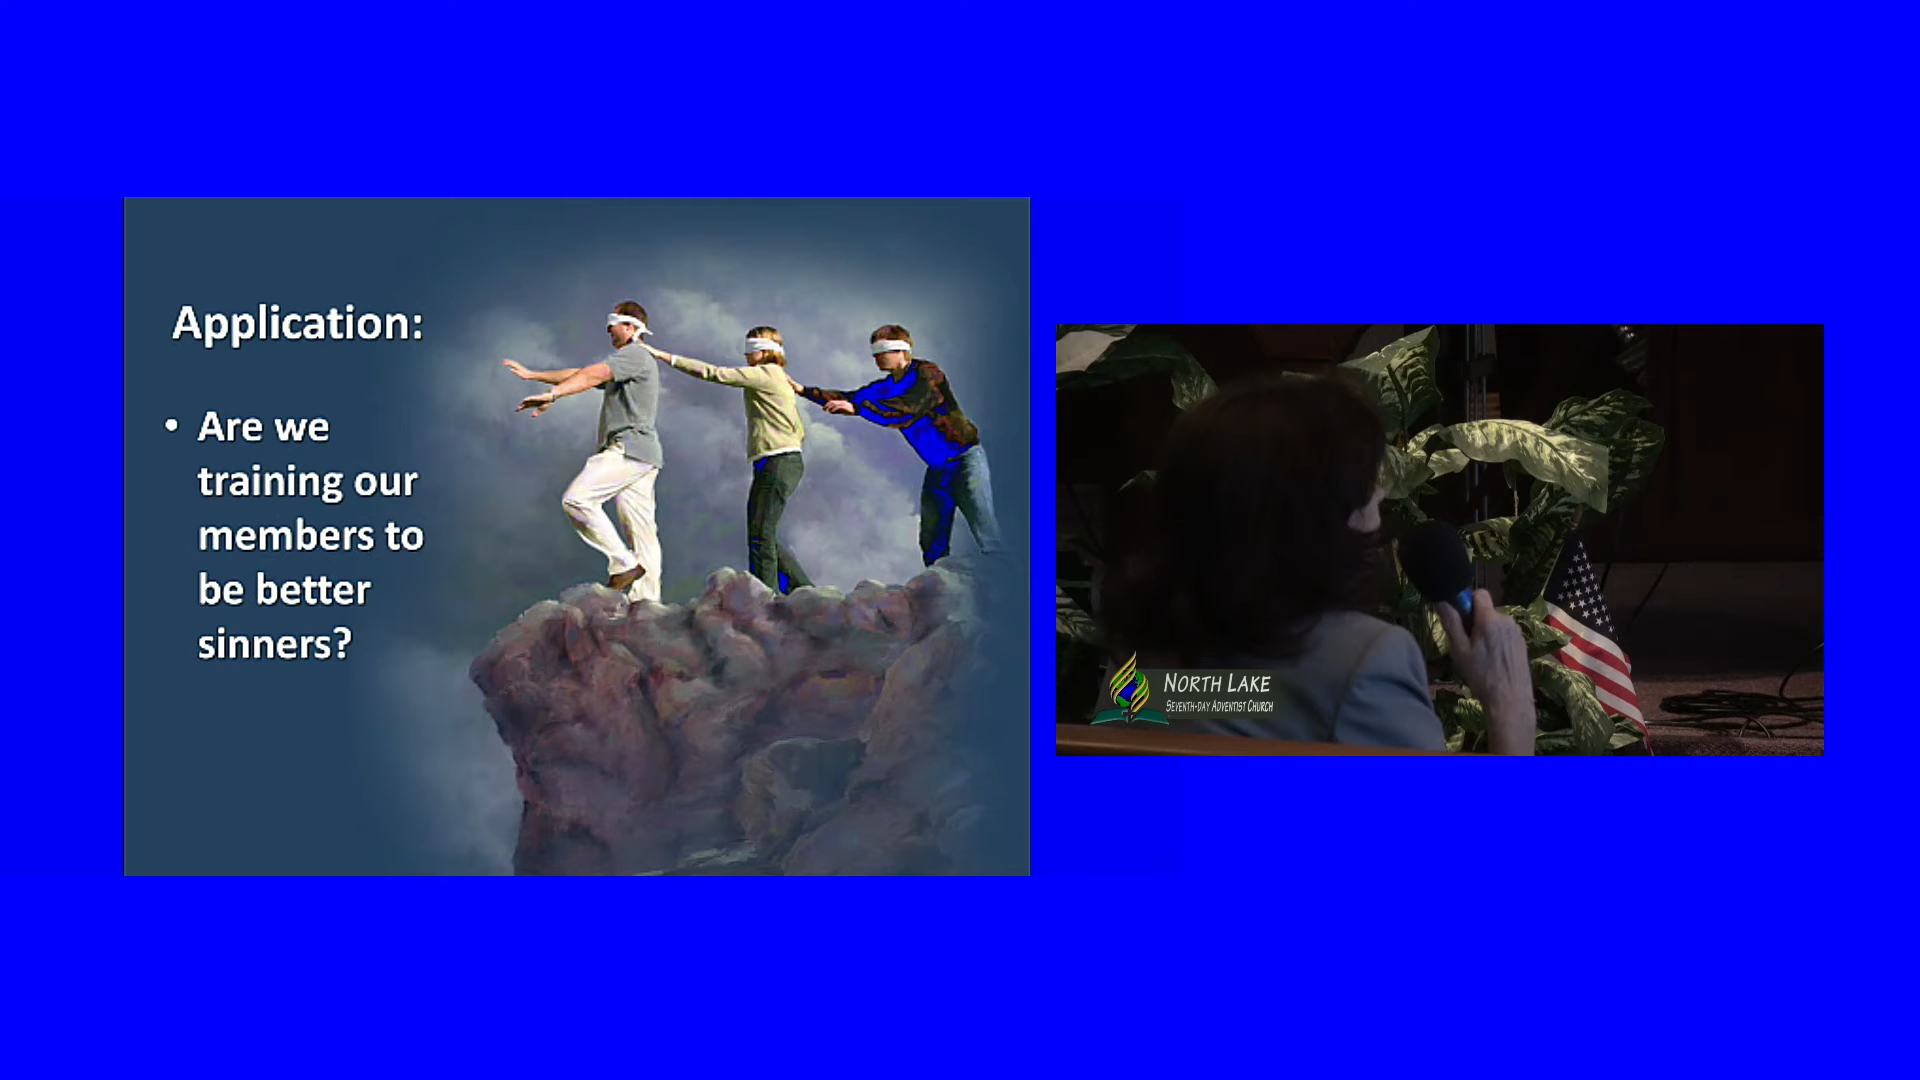 Application:
• Are we
training our
members to
be better
sinners?
NORTH LAKE
SEVENTH-DAY ADVENTIST CHURCH